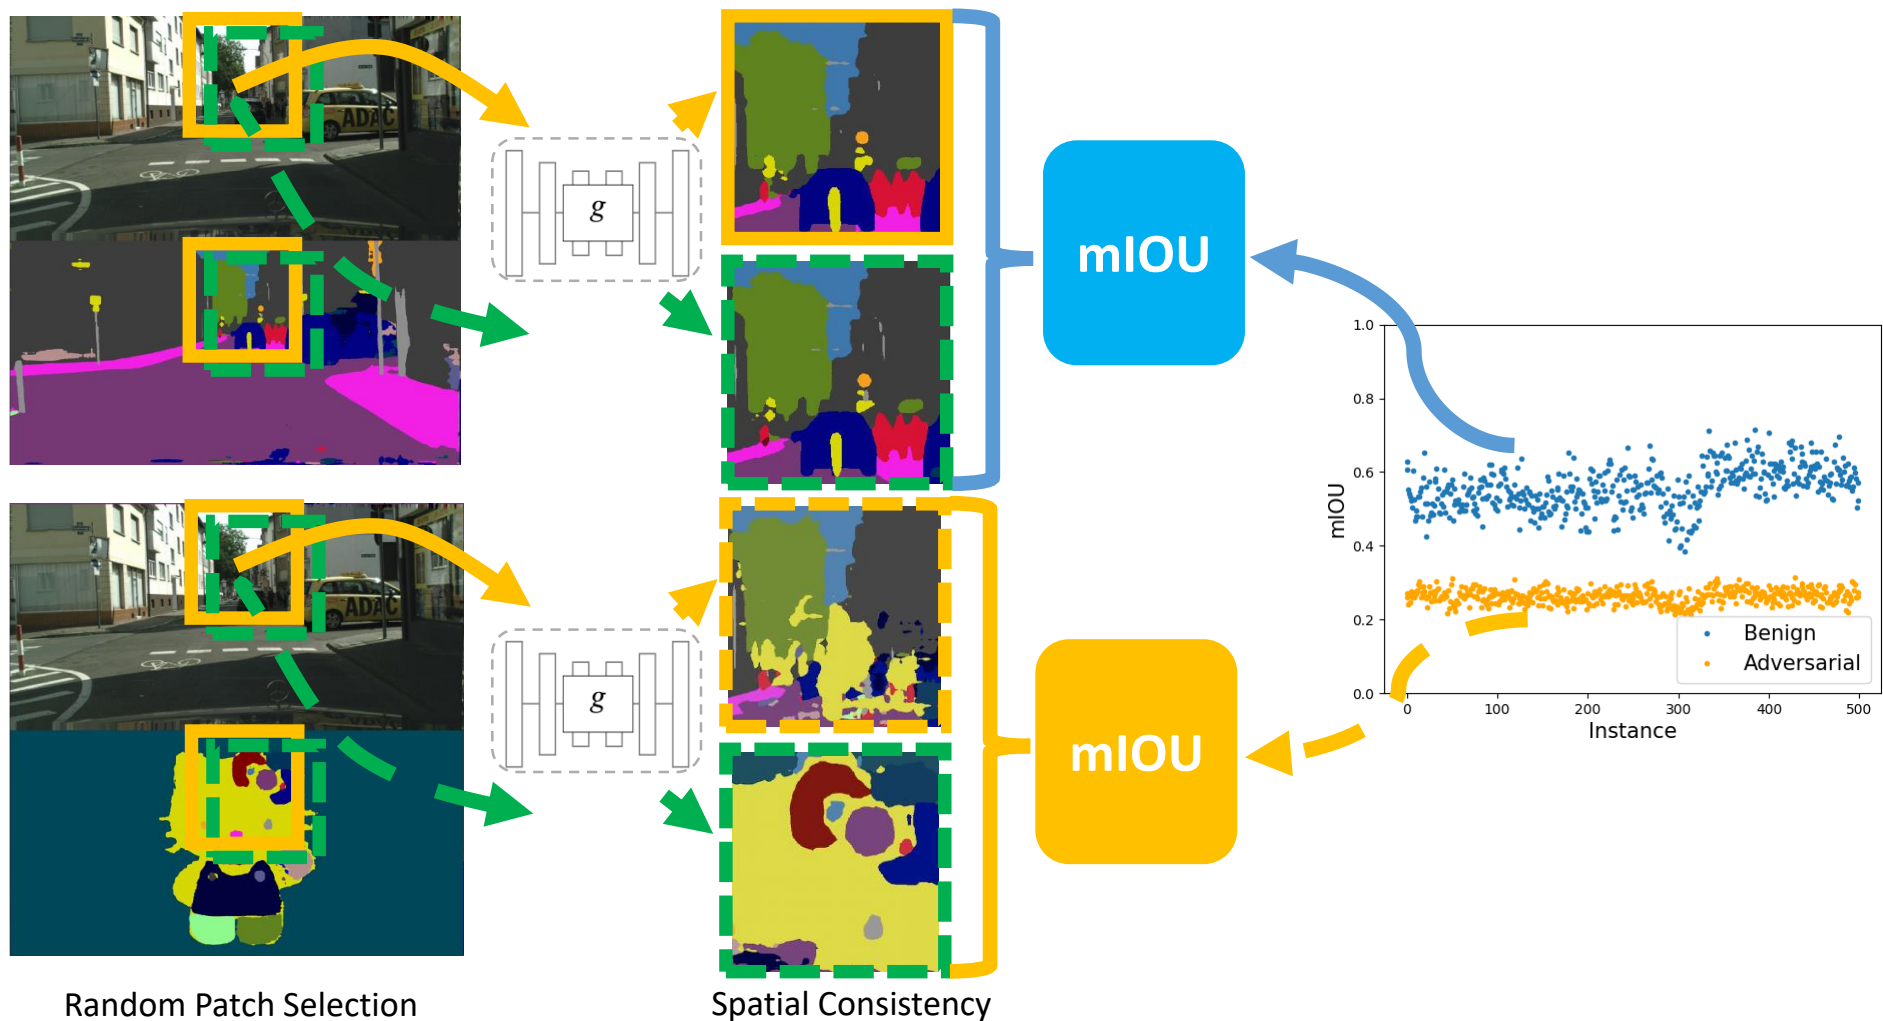 ADAC
g
mIOU
1.0
0.8
0.6
0.4
0.2
0.0
mIOU
Benign
Adversarial
0 100 200 300 400 500
Instance
ADAC
g
mIOU
Random Patch Selection
Spatial Consistency